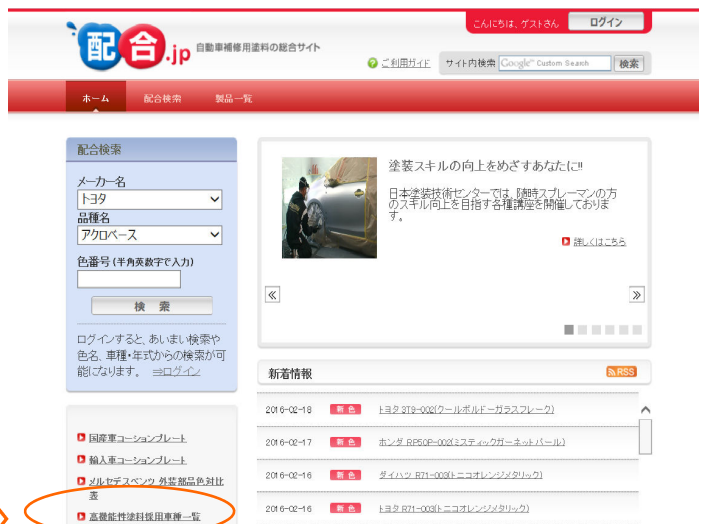 こんにちは、ゲストさん ログイン
配合.jp 自動車補修用塗料の総合サイト
ご利用ガイド サイト内検索 Google™ Custom Search 検索
ホーム 配合検索 製品一覧
配合検索
メーカー名
トヨタ
品種名
アクロベース
色番号(半角英数字で入力)
検 索
ログインすると、あいまい検索や
色名、車種・年式からの検索が可
能になります。 ⇒ログイン
国産車コーションプレート
輸入車コーションプレート
メルセデスベンツ 外装部品色対比
表
高機能性塗料採用車種一覧
塗装スキルの向上をめざすあなたに!!
日本塗装技術センターでは、随時スプレーマンの方
のスキル向上を目指す各種講座を開催しておりま
す。
詳しくはこちら
≪ ≫
新着情報 RSS
2016-02-18 新 色 トヨタ 3T9-002(クールボルドーガラスフレーク)
2016-02-17 新 色 ホンダ RP50P-002(ミスティックガーネットパール)
2016-02-16 新 色 ダイハツ R71-003(トニコオレンジメタリック)
2016-02-16 新 色 トヨタ R71-003(トニコオレンジメタリック)